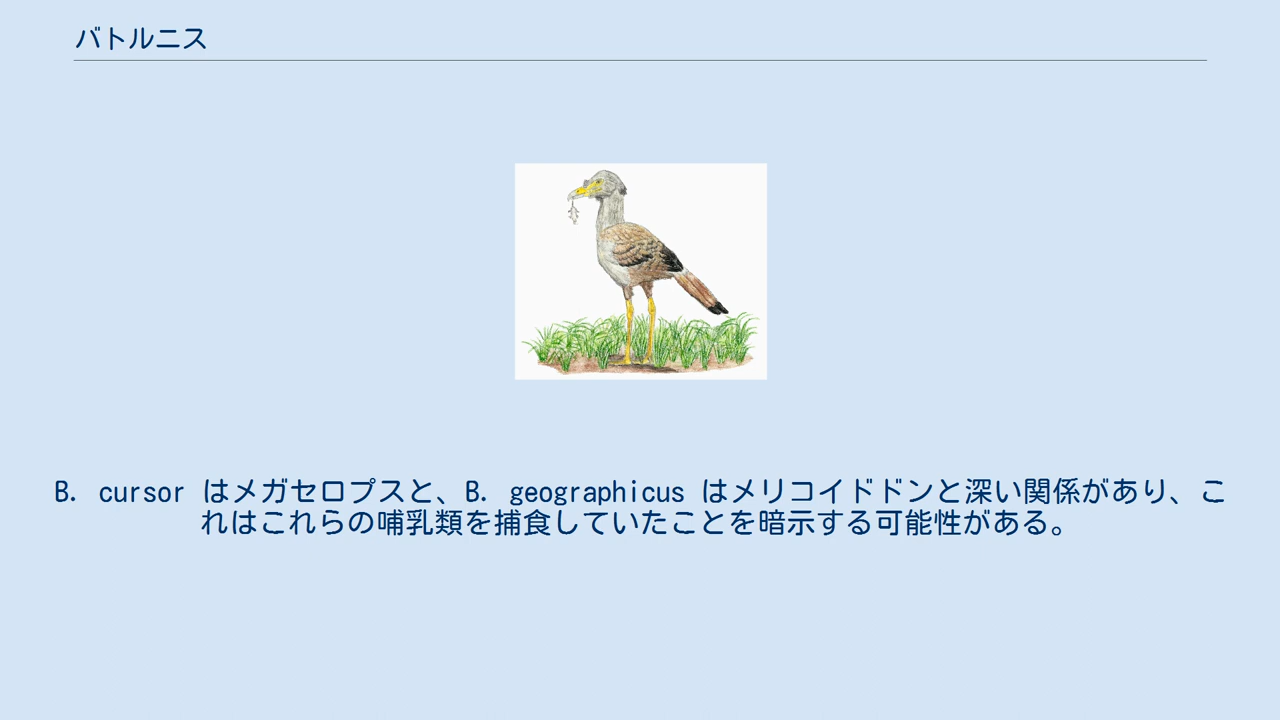 バトルニス
B. cursor はメガセロプスと、B. geographicus はメリコイドドンと深い関係があり、こ
れはこれらの哺乳類を捕食していたことを暗示する可能性がある。